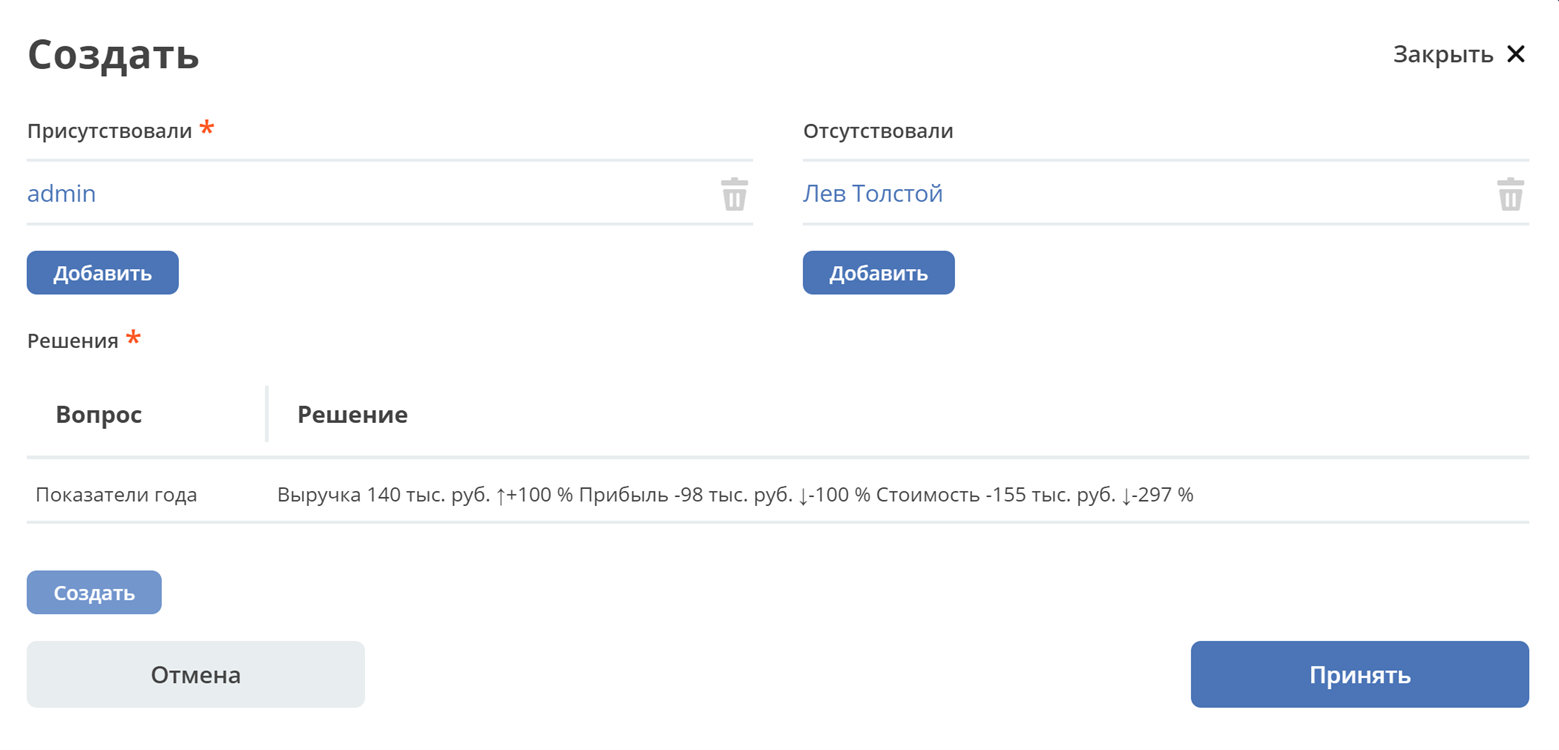 Создать
Закрыть ✕
Присутствовали *
Отсутствовали
admin
Лев Толстой
Добавить
Добавить
Решения *
Вопрос
Решение
Показатели года
Выручка 140 тыс. руб. ↑+100 % Прибыль -98 тыс. руб. ↓-100 % Стоимость -155 тыс. руб. ↓-297 %
Создать
Отмена
Принять